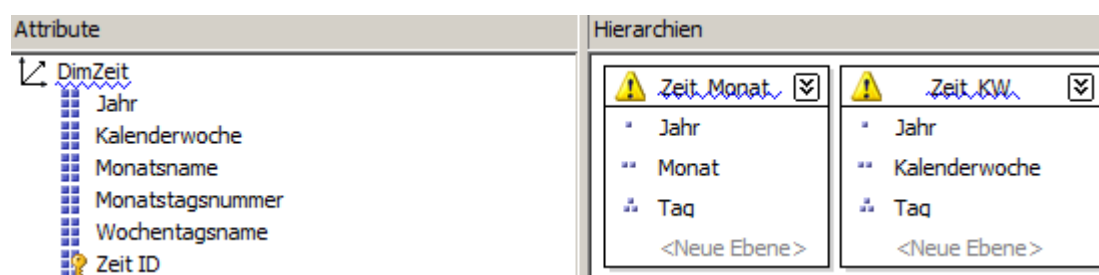 Attribute
DimZeit
Jahr
Kalenderwoche
Monatsname
Monatstagsnummer
Wochentagsname
Zeit ID
Hierarchien
Zeit Monat
Jahr
Monat
Tag
<Neue Ebene>
Zeit KW
Jahr
Kalenderwoche
Tag
<Neue Ebene>